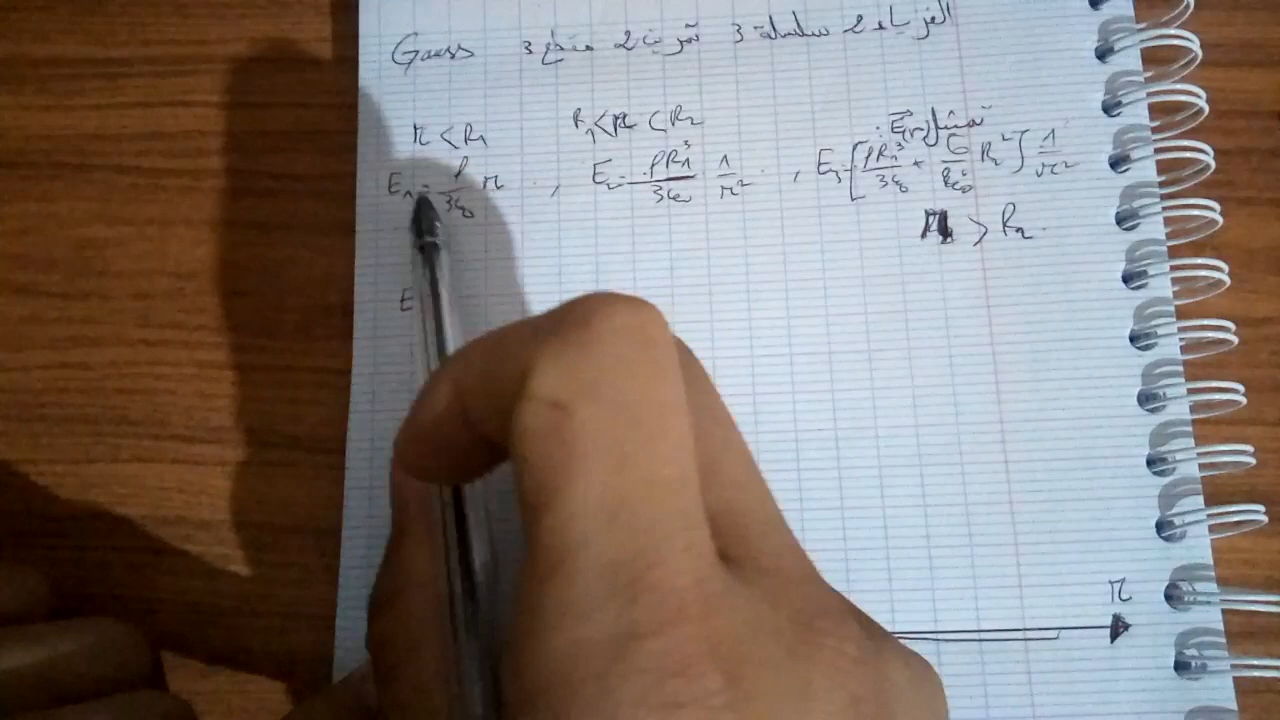 الفيزياء 2 سلسلة 3 تمرين 2 مقطع 3 Gauss
تمثيل E(r) :
r < R₁
R₁ < r < R₂
E₁ = ρ/3ε₀ r , E₂ = ρR₁³/3ε₀ 1/r² , E₃ = [ρR₁³/3ε₀ + σ/ε₀ R₂²] 1/r²
r > R₂
E
r